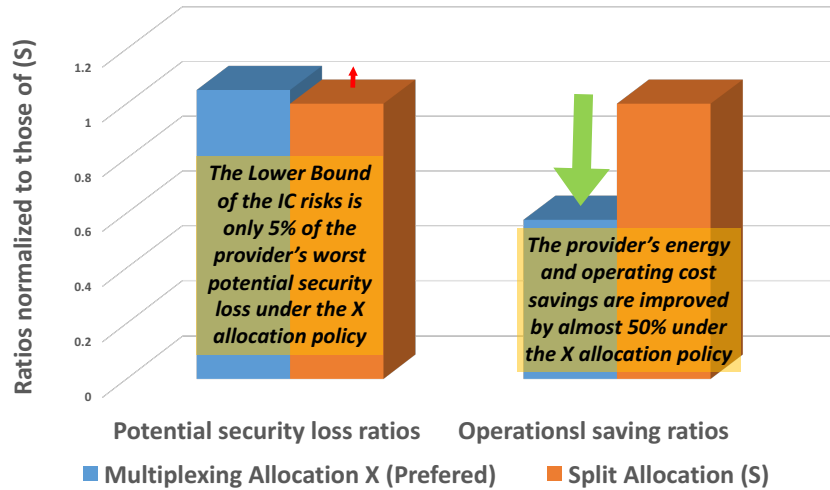 Ratios normalized to those of (S)
1.2
1
0.8
0.6
0.4
0.2
0
The Lower Bound
of the IC risks is
only 5% of the
provider's worst
potential security
loss under the X
allocation policy
The provider's energy
and operating cost
savings are improved
by almost 50% under
the X allocation policy
Potential security loss ratios
Operationsl saving ratios
Multiplexing Allocation X (Prefered)
Split Allocation (S)